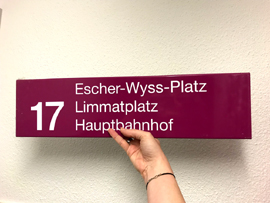 17
Escher-Wyss-Platz
Limmatplatz
Hauptbahnhof